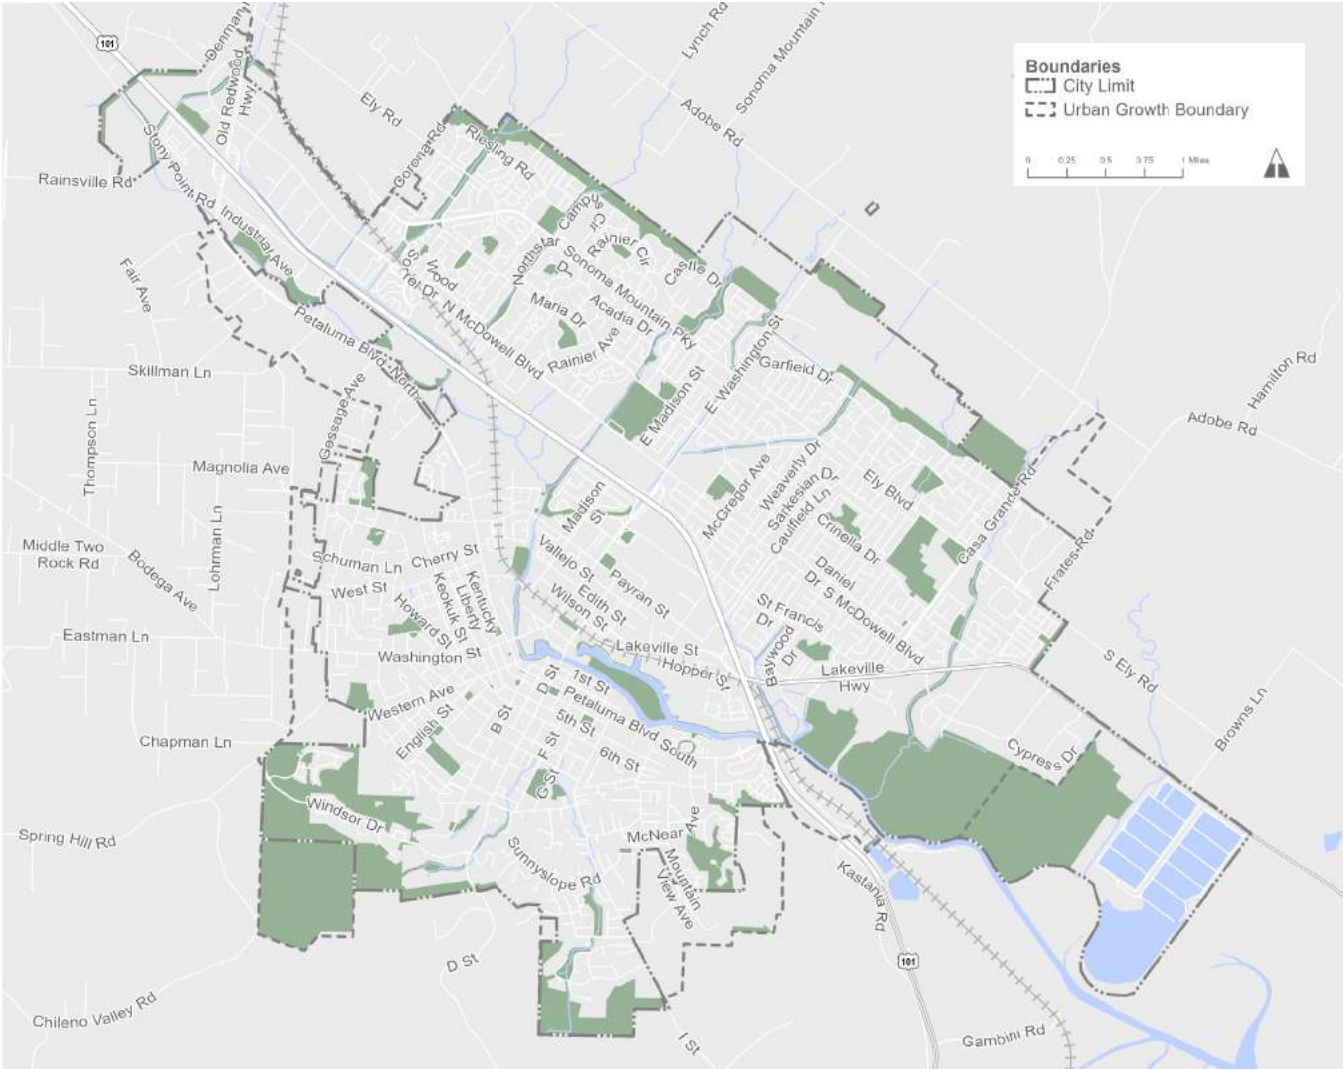 101
Denman
Old Redwood
Hwy
Lynch Rd
Sonoma Mountain
Ely Rd
Adobe Rd
Boundaries
City Limit
Urban Growth Boundary
0 0.25 0.5 0.75 1 Miles
Stony Point Rd
Corona Rd
Riesling Rd
Rainsville Rd
Industrial Ave
Campus
Cir
Rainier Cir
Northstar
Dr
Castle Dr
Fair Ave
Wood
Sorrel Dr
Sonoma Mountain Pky
Maria Dr
Acadia Dr
N McDowell Blvd
Petaluma Blvd North
Rainier Ave
E Washington St
Garfield Dr
Skillman Ln
Gossage Ave
E Madison St
Hamilton Rd
Adobe Rd
Thompson Ln
Magnolia Ave
McGregor Ave
Weaverly Dr
Sarkesian Dr
Caulfield Ln
Ely Blvd
Casa Grande Rd
Lohrman Ln
Madison
St
Crinella Dr
Middle Two
Rock Rd
Bodega Ave
Schuman Ln
Cherry St
Vallejo St
Payran St
Daniel
Dr
Frates Rd
West St
Kentucky
Liberty
Keokuk St
Howard St
Edith St
Wilson St
St Francis
Dr
S McDowell Blvd
Eastman Ln
Washington St
Lakeville St
Hopper St
Baywood
Dr
Lakeville
Hwy
S Ely Rd
1st St
D St
Western Ave
Petaluma Blvd South
English St
B St
5th St
F St
6th St
Browns Ln
Chapman Ln
Cypress Dr
G St
Windsor Dr
Spring Hill Rd
McNear Ave
Sunnyslope Rd
Mountain
View Ave
Kastania Rd
D St
101
Chileno Valley Rd
I St
Gambini Rd